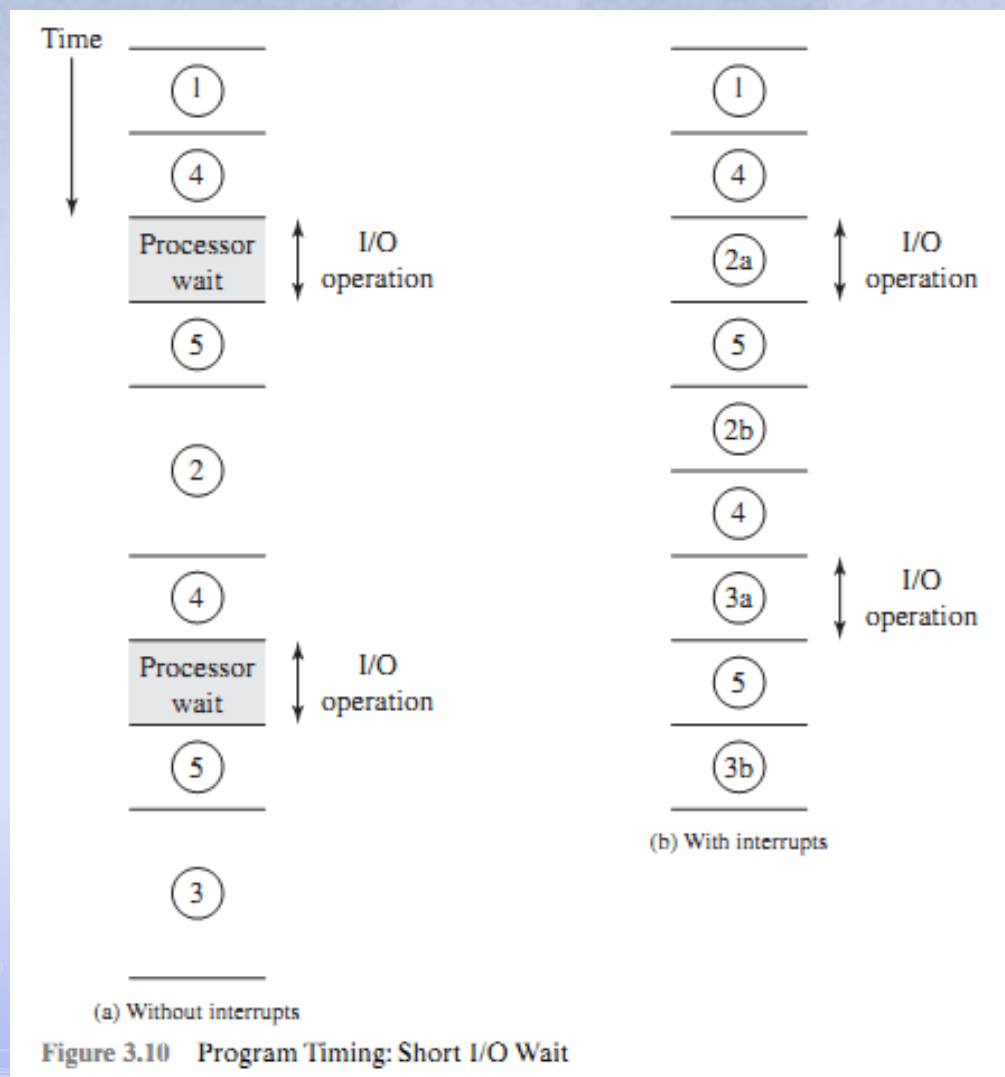 Time
1
4
Processor
wait
I/O
operation
5
2
4
Processor
wait
I/O
operation
5
3
(a) Without interrupts
1
4
2a
I/O
operation
5
2b
4
3a
I/O
operation
5
3b
(b) With interrupts
Figure 3.10 Program Timing: Short I/O Wait